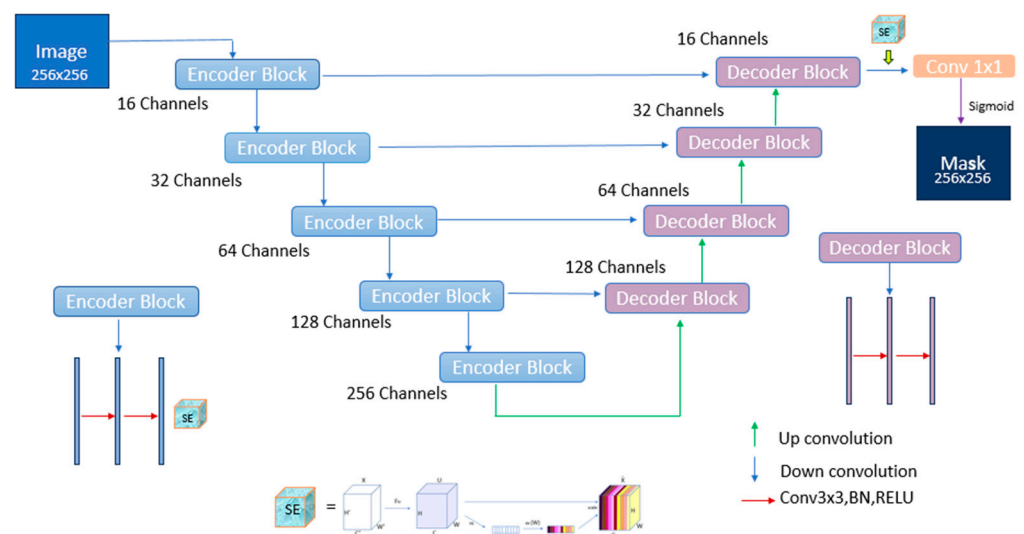 Image
256x256
Encoder Block
16 Channels
Encoder Block
32 Channels
Encoder Block
64 Channels
Encoder Block
128 Channels
Encoder Block
256 Channels
16 Channels
Decoder Block
32 Channels
Decoder Block
64 Channels
Decoder Block
128 Channels
Decoder Block
SE
Conv 1x1
Sigmoid
Mask
256x256
Encoder Block
SE
Decoder Block
Up convolution
Down convolution
Conv3x3,BN,RELU
SE
=
X
H'
W'
C'
U
H
W
C
X̃
scale
H
W